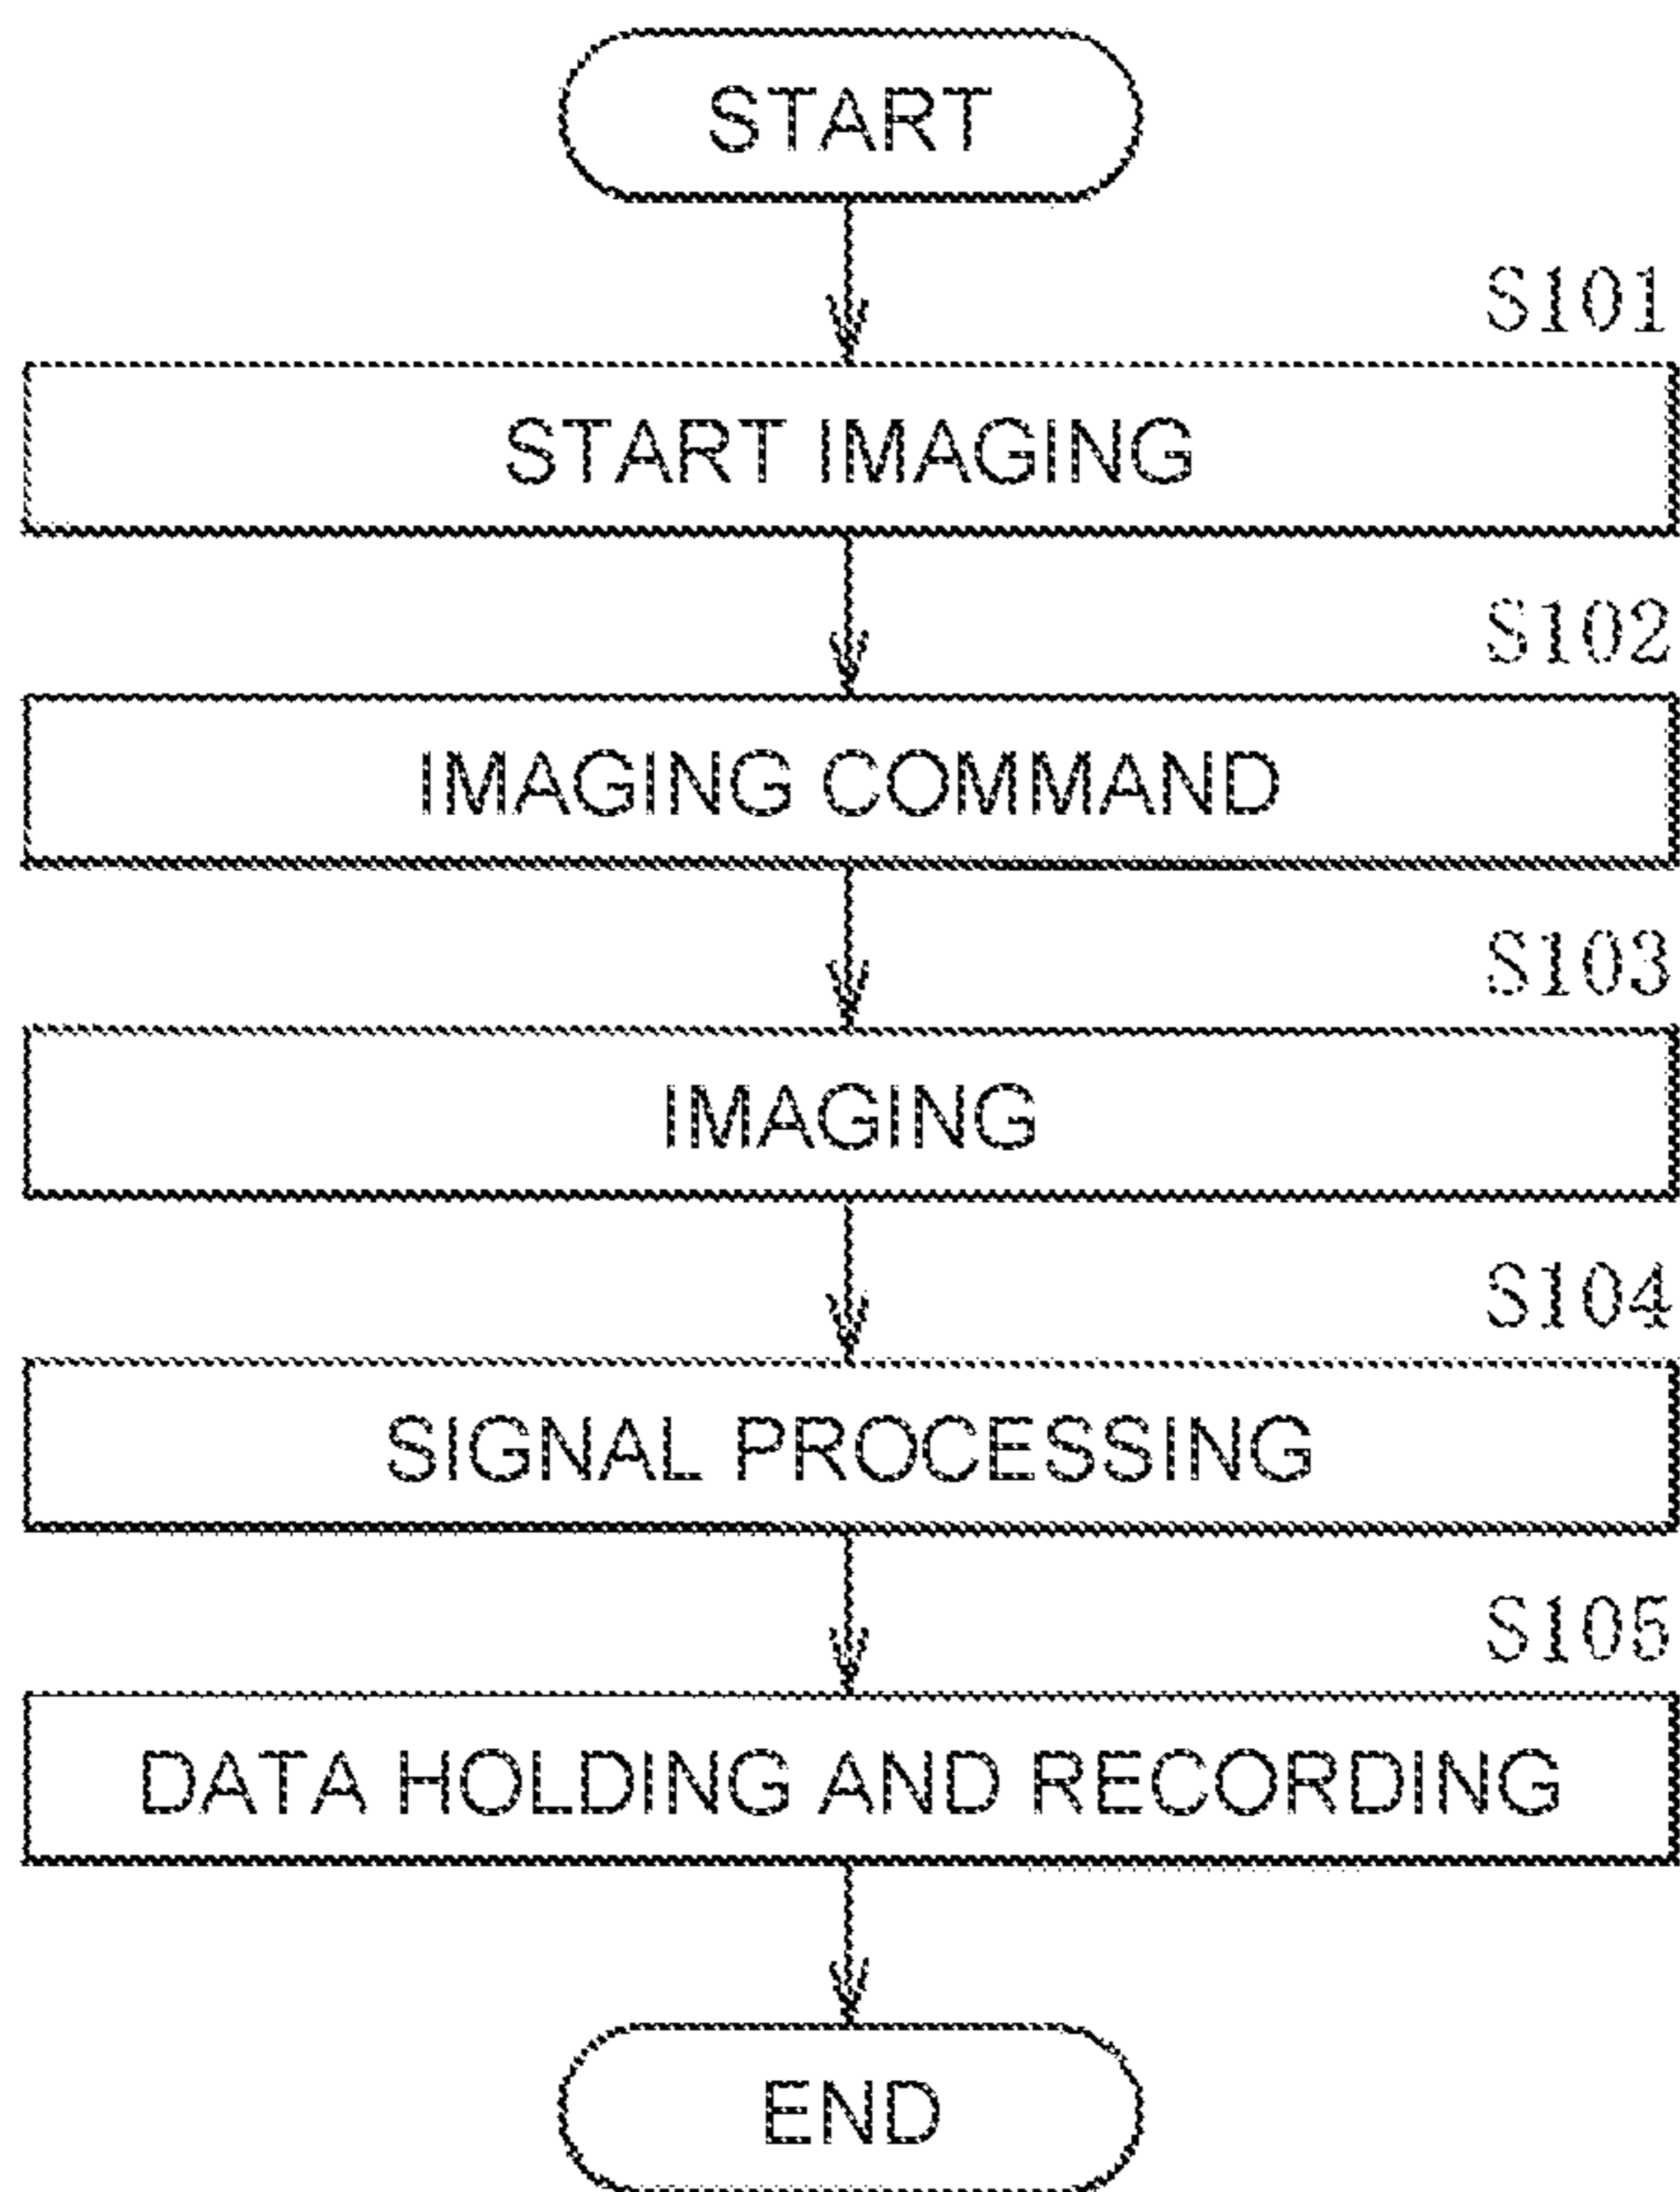 START
S101
START IMAGING
S102
IMAGING COMMAND
S103
IMAGING
S104
SIGNAL PROCESSING
S105
DATA HOLDING AND RECORDING
END